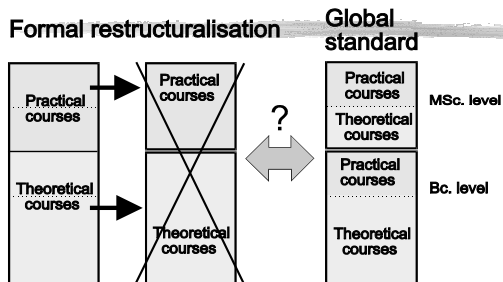 Formal restructuralisation
Global
standard
Practical
courses
Theoretical
courses
Practical
courses
Theoretical
courses
?
Practical
courses
Theoretical
courses
Practical
courses
Theoretical
courses
MSc. level
Bc. level